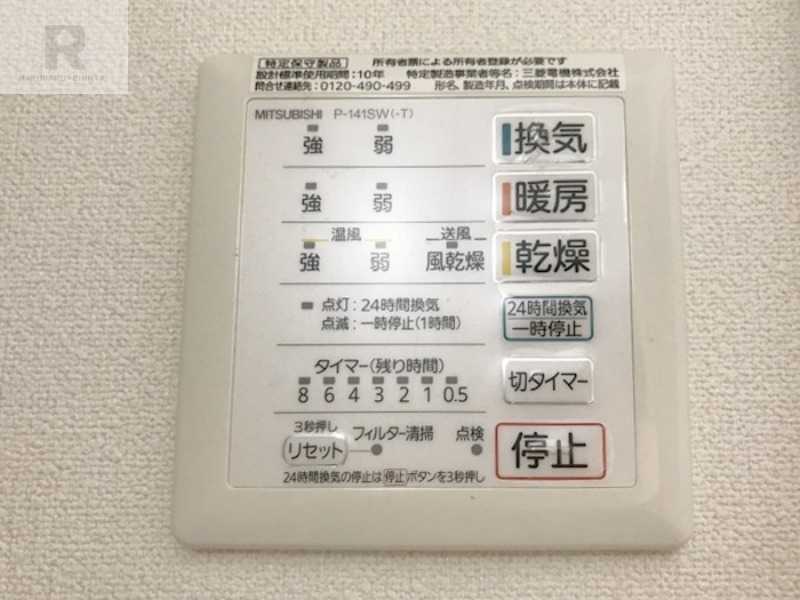 R
RAKURAKU CHINTAI
特定保守製品 所有者票による所有者登録が必要です
設計標準使用期間：10年 特定製造事業者等名：三菱電機株式会社
問合せ連絡先：0120-490-499 形名、製造年月、点検期間は本体に記載
MITSUBISHI P-141SW(-T)
強 弱 換気
強 弱 暖房
温風 送風
強 弱 風乾燥 乾燥
点灯：24時間換気
点滅：一時停止(1時間)
24時間換気
一時停止
タイマー(残り時間)
8 6 4 3 2 1 0.5
切タイマー
3秒押し
リセット フィルター清掃 点検
停止
24時間換気の停止は停止ボタンを3秒押し